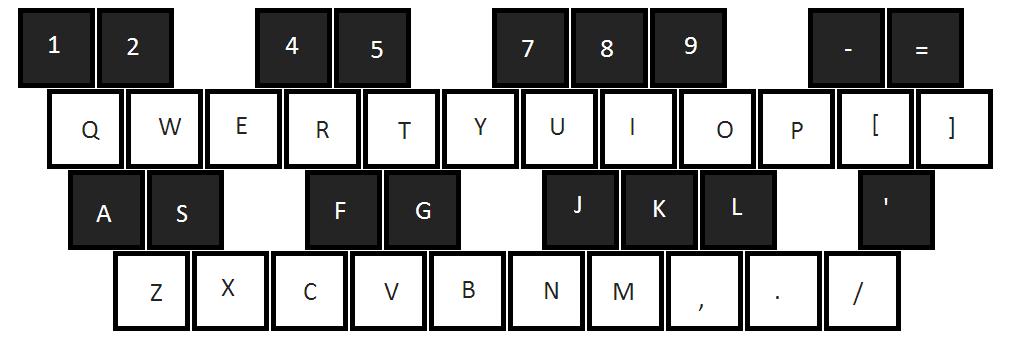 1 2 4 5 7 8 9 - =
Q W E R T Y U I O P [ ]
A S F G J K L '
Z X C V B N M , . /